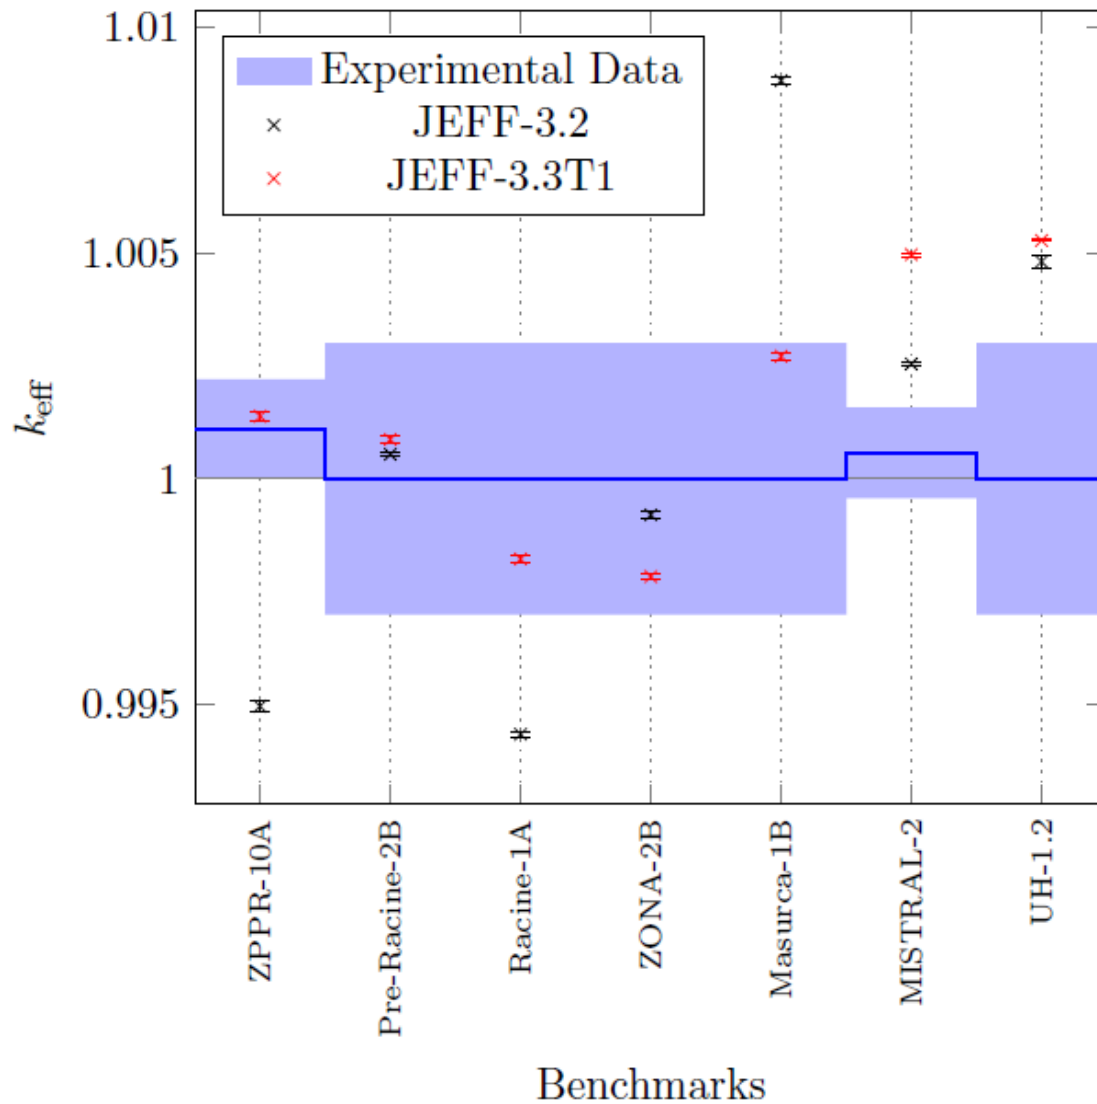 1.01
1.005
1
0.995
k_eff
Experimental Data
JEFF-3.2
JEFF-3.3T1
ZPPR-10A
Pre-Racine-2B
Racine-1A
ZONA-2B
Masurca-1B
MISTRAL-2
UH-1.2
Benchmarks